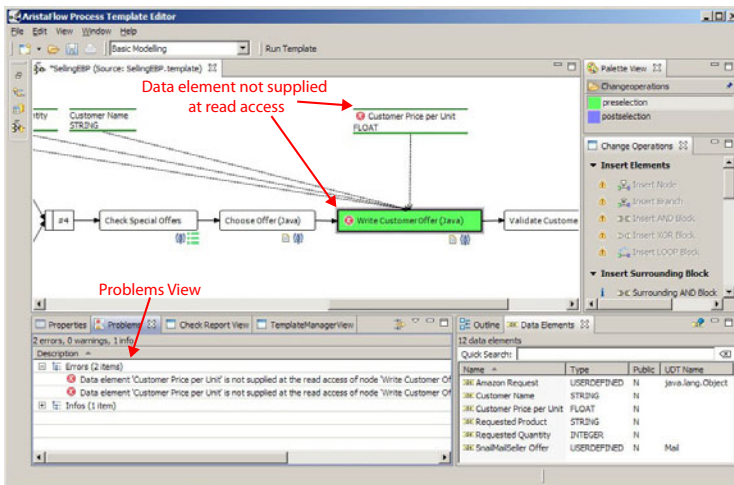 AristaFlow Process Template Editor
File Edit View Window Help
Basic Modelling Run Template
*SellingEBP (Source: SellingEBP.template)
Data element not supplied
at read access
ntity
Customer Name
STRING
Customer Price per Unit
FLOAT
#4
Check Special Offers
Choose Offer (Java)
Write CustomerOffer (Java)
Validate Custome
Palette View
Changeoperations
preselection
postselection
Change Operations
Insert Elements
Insert Node
Insert Branch
Insert AND Block
Insert XOR Block
Insert LOOP Block
Insert Surrounding Block
Surrounding AND Block
Problems View
Properties Problems Check Report View TemplateManagerView
2 errors, 0 warnings, 1 info
Description
Errors (2 items)
Data element 'Customer Price per Unit' is not supplied at the read access of node 'Write Customer Of
Data element 'Customer Price per Unit' is not supplied at the read access of node 'Write Customer Of
Infos (1 item)
Outline Data Elements
12 data elements
Quick Search:
Name Type Public UDT Name
Amazon Request USERDEFINED N java.lang.Object
Customer Name STRING N
Customer Price per Unit FLOAT N
Requested Product STRING N
Requested Quantity INTEGER N
SnailMailSeller Offer USERDEFINED N Mail